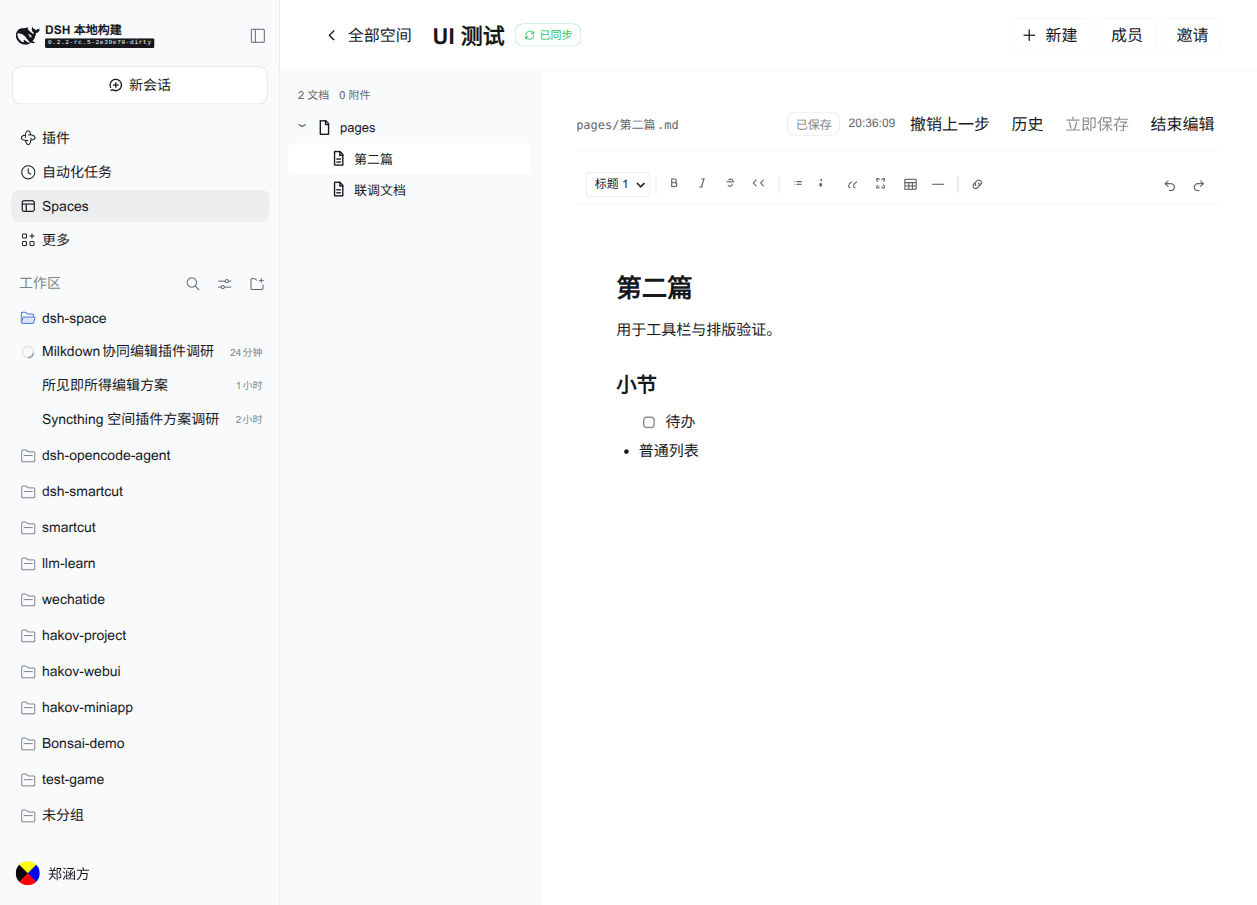 DSH 本地构建
0.2.2-rc.5-2e39e70-dirty
新会话
插件
自动化任务
Spaces
更多
工作区
dsh-space
Milkdown 协同编辑插件调研 24 分钟
所见即所得编辑方案 1 小时
Syncthing 空间插件方案调研 2 小时
dsh-opencode-agent
dsh-smartcut
smartcut
llm-learn
wechatide
hakov-project
hakov-webui
hakov-miniapp
Bonsai-demo
test-game
未分组
郑涵方
全部空间 UI 测试 已同步
新建 成员 邀请
2 文档 0 附件
pages
第二篇
联调文档
pages/第二篇.md 已保存 20:36:09 撤销上一步 历史 立即保存 结束编辑
标题 1 B I S
第二篇
用于工具栏与排版验证。
小节
待办
普通列表